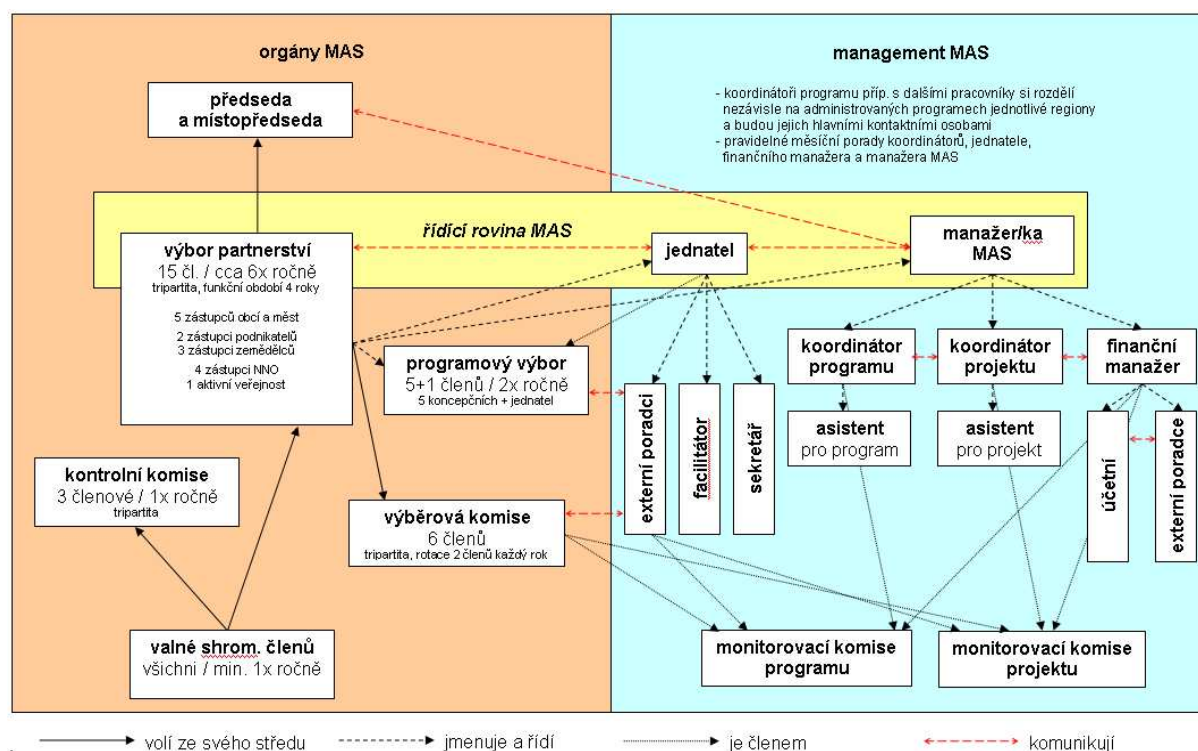 orgány MAS
management MAS
předseda
a místopředseda
- koordinátoři programu příp. s dalšími pracovníky si rozdělí
nezávisle na administrovaných programech jednotlivé regiony
a budou jejich hlavními kontaktními osobami
- pravidelné měsíční porady koordinátorů, jednatele,
finančního manažera a manažera MAS
řídící rovina MAS
výbor partnerství
15 čl. / cca 6x ročně
tripartita, funkční období 4 roky
5 zástupců obcí a měst
2 zástupci podnikatelů
3 zástupci zemědělců
4 zástupci NNO
1 aktivní veřejnost
jednatel
manažer/ka
MAS
programový výbor
5+1 členů / 2x ročně
5 koncepčních + jednatel
koordinátor
programu
koordinátor
projektu
finanční
manažer
externí poradci
facilitátor
sekretář
asistent
pro program
asistent
pro projekt
účetní
externí poradce
kontrolní komise
3 členové / 1x ročně
tripartita
výběrová komise
6 členů
tripartita, rotace 2 členů každý rok
valné shrom. členů
všichni / min. 1x ročně
monitorovací komise
programu
monitorovací komise
projektu
volí ze svého středu
jmenuje a řídí
je členem
komunikují